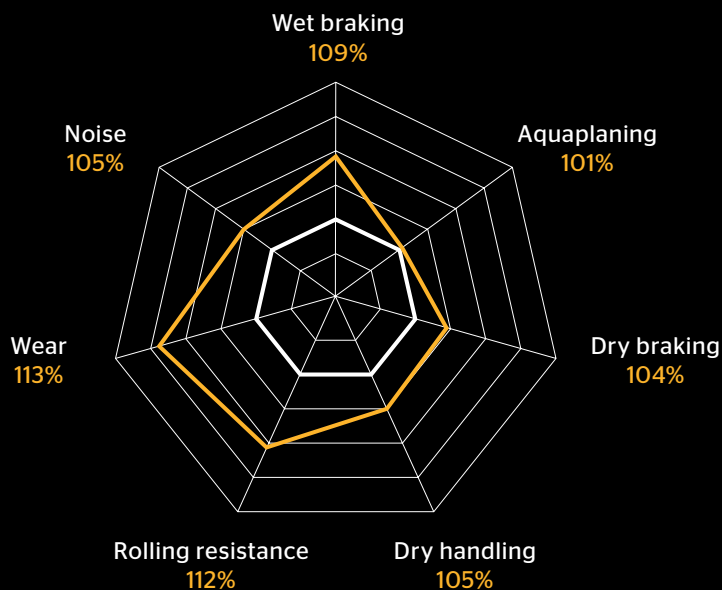 Wet braking
109%
Noise
105%
Aquaplaning
101%
Wear
113%
Dry braking
104%
Rolling resistance
112%
Dry handling
105%